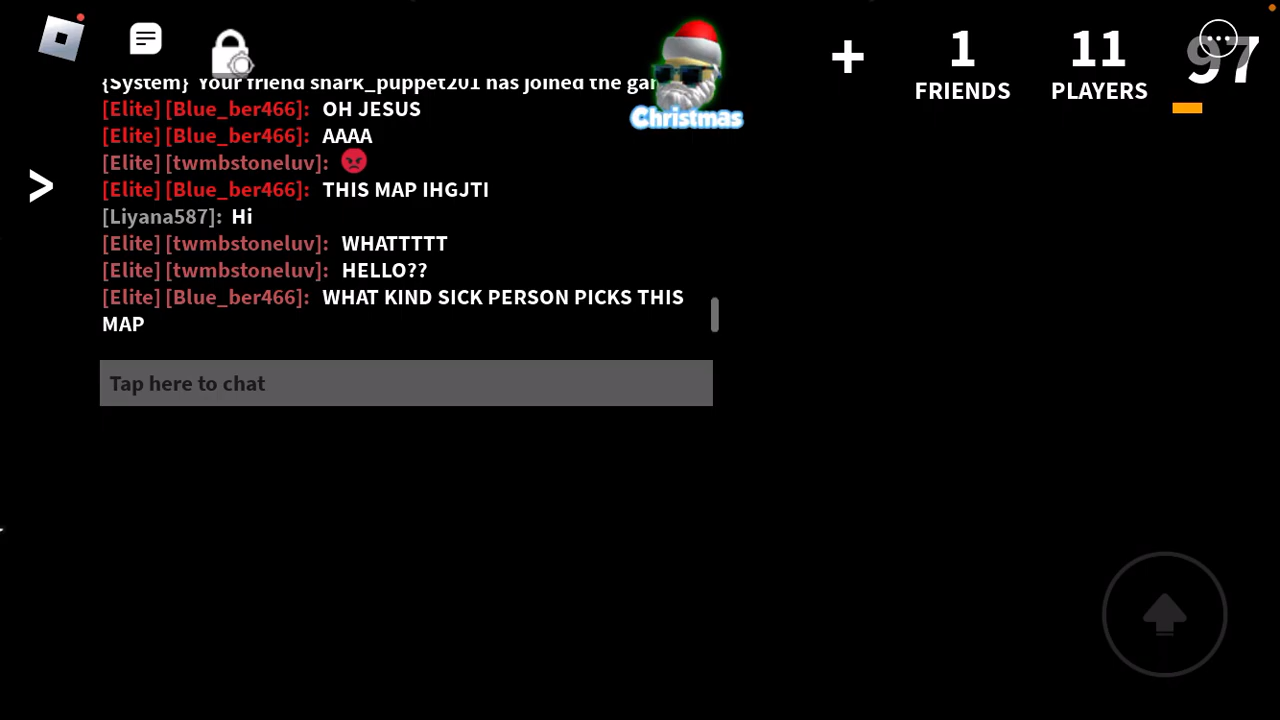 {System} Your friend shark_puppet201 has joined the
[Elite] [Blue_ber466]: OH JESUS
[Elite] [Blue_ber466]: AAAA
[Elite] [twmbstoneluv]: 😡
[Elite] [Blue_ber466]: THIS MAP IHGJTI
[Liyana587]: Hi
[Elite] [twmbstoneluv]: WHATTTTT
[Elite] [twmbstoneluv]: HELLO??
[Elite] [Blue_ber466]: WHAT KIND SICK PERSON PICKS THIS
MAP
Tap here to chat
Christmas
+
1
FRIENDS
11
PLAYERS
97
>